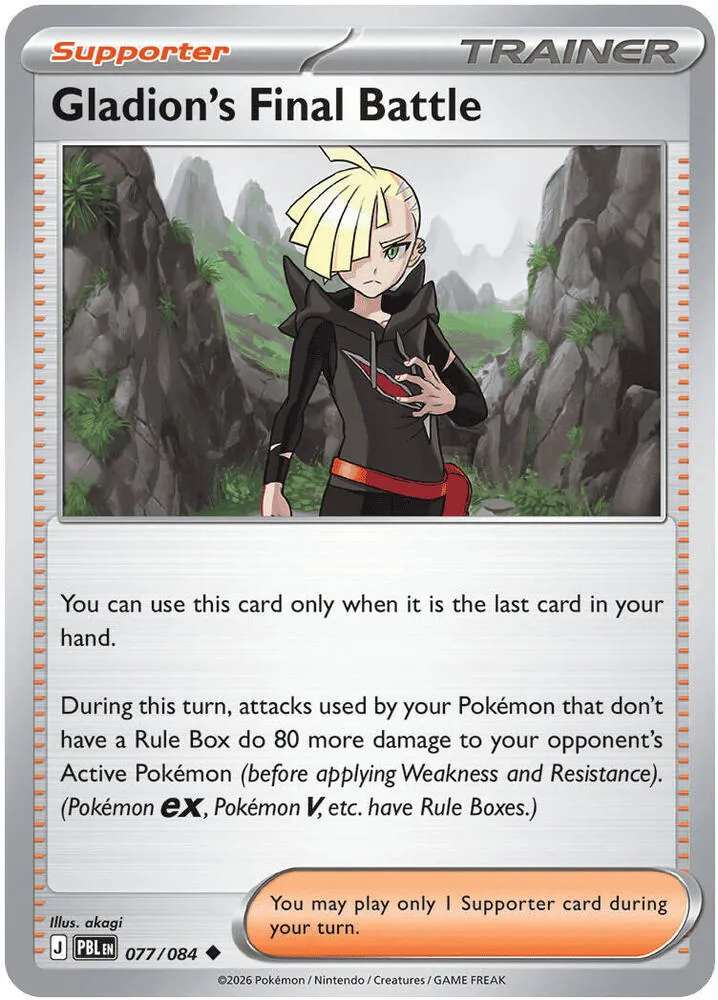 Supporter
TRAINER
Gladion's Final Battle
You can use this card only when it is the last card in your
hand.
During this turn, attacks used by your Pokémon that don't
have a Rule Box do 80 more damage to your opponent's
Active Pokémon (before applying Weakness and Resistance).
(Pokémon ex, Pokémon V, etc. have Rule Boxes.)
You may play only 1 Supporter card during
your turn.
Illus. akagi
J PBL EN 077/084
©2026 Pokémon / Nintendo / Creatures / GAME FREAK